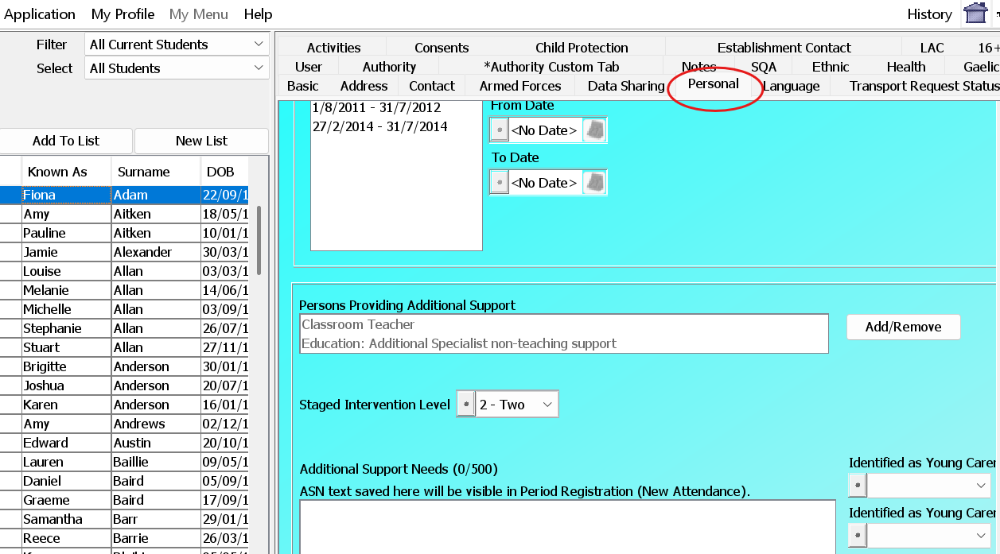 Application My Profile My Menu Help History
Filter All Current Students
Select All Students
Add To List New List
Known As Surname DOB
Fiona Adam 22/09/1
Amy Aitken 18/05/1
Pauline Aitken 10/01/1
Jamie Alexander 30/03/1
Louise Allan 03/03/1
Melanie Allan 14/06/1
Michelle Allan 03/09/1
Stephanie Allan 26/07/1
Stuart Allan 27/11/1
Brigitte Anderson 30/01/1
Joshua Anderson 20/07/1
Karen Anderson 16/01/1
Amy Andrews 02/12/1
Edward Austin 20/10/1
Lauren Baillie 09/05/1
Daniel Baird 05/09/1
Graeme Baird 17/09/1
Samantha Barr 29/01/1
Reece Barrie 26/03/1
Activities Consents Child Protection Establishment Contact LAC 16+
User Authority *Authority Custom Tab Notes SQA Ethnic Health Gaelic
Basic Address Contact Armed Forces Data Sharing Personal Language Transport Request Status
1/8/2011 - 31/7/2012
27/2/2014 - 31/7/2014
From Date
<No Date>
To Date
<No Date>
Persons Providing Additional Support
Classroom Teacher
Education: Additional Specialist non-teaching support
Add/Remove
Staged Intervention Level 2 - Two
Additional Support Needs (0/500)
ASN text saved here will be visible in Period Registration (New Attendance).
Identified as Young Carer
Identified as Young Carer